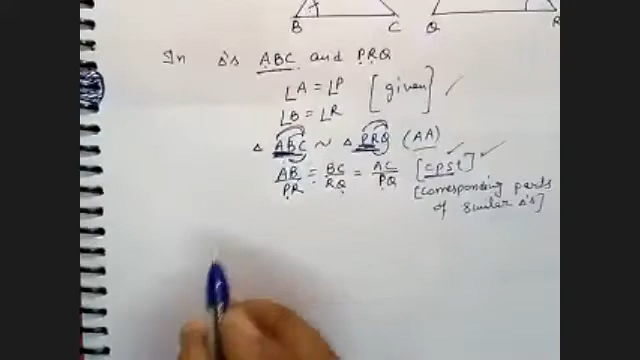 B C Q R
In Δ's ABC and PRQ
∠A = ∠P
∠B = ∠R [given] ✓
Δ ABC ~ Δ PRQ (AA)
AB/PR = BC/RQ = AC/PQ [cpst] ✓
[corresponding parts
of similar Δ's]